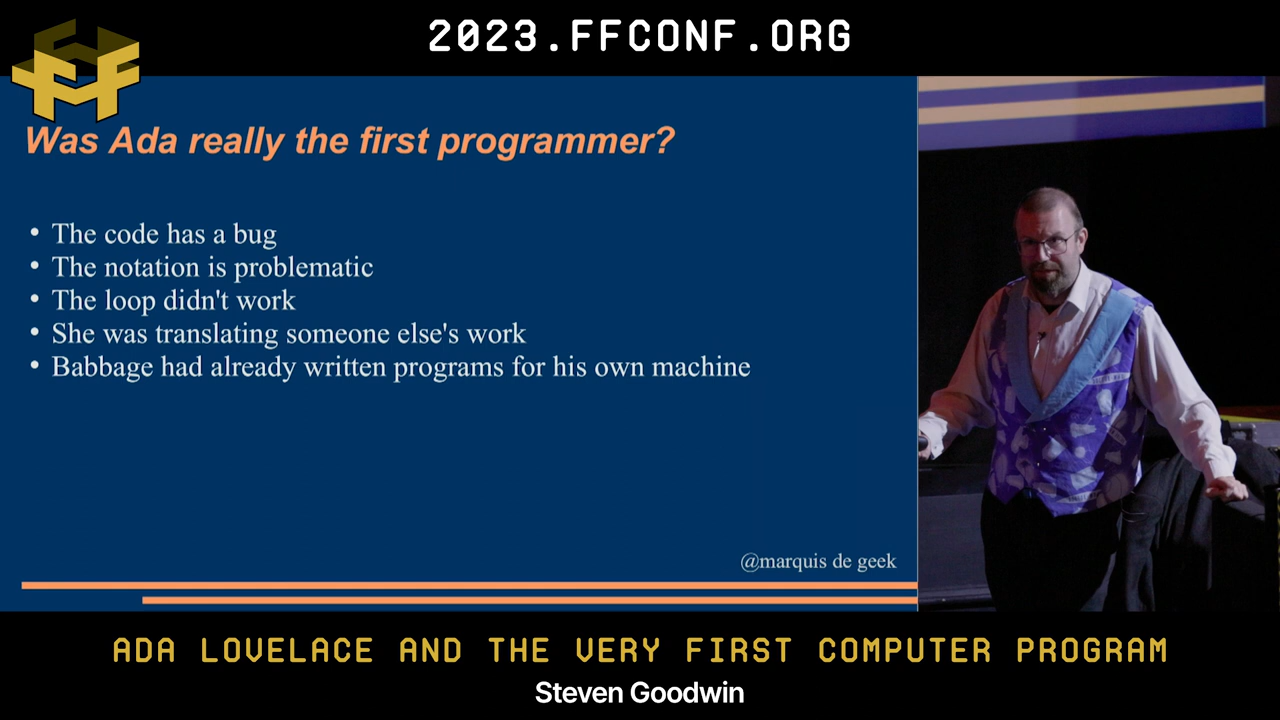 2023.FFCONF.ORG
Was Ada really the first programmer?
• The code has a bug
• The notation is problematic
• The loop didn't work
• She was translating someone else's work
• Babbage had already written programs for his own machine
@marquis de geek
ADA LOVELACE AND THE VERY FIRST COMPUTER PROGRAM
Steven Goodwin